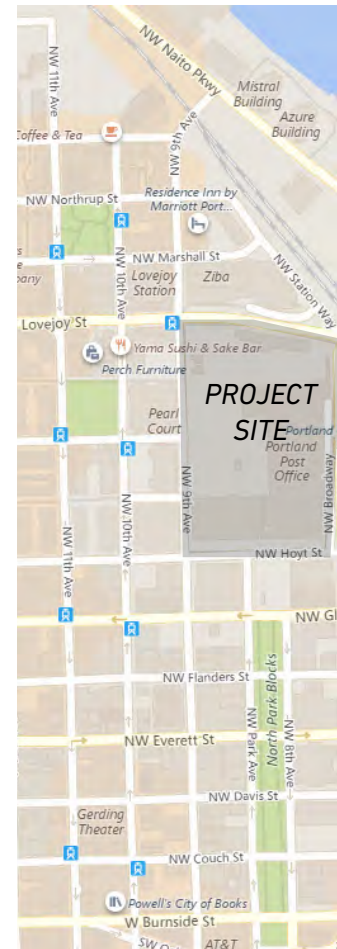 NW 11th Ave
NW Naito Pkwy
Mistral
Building
Azure
Building
Coffee & Tea
NW 9th Ave
NW Northrup St
Residence Inn by
Marriott Port...
NW 10th Ave
NW Marshall St
pany
Lovejoy
Station
Ziba
NW Station Way
Lovejoy St
Yama Sushi & Sake Bar
Perch Furniture
PROJECT
SITE
Pearl
Court
Portland
Portland
Post
Office
NW 9th Ave
NW Broadway
NW 10th Ave
NW 11th Ave
NW Hoyt St
NW Gl
NW Flanders St
North Park Blocks
NW Park Ave
NW 8th Ave
NW Everett St
NW Davis St
Gerding
Theater
NW Couch St
Powell's City of Books
W Burnside St
AT&T